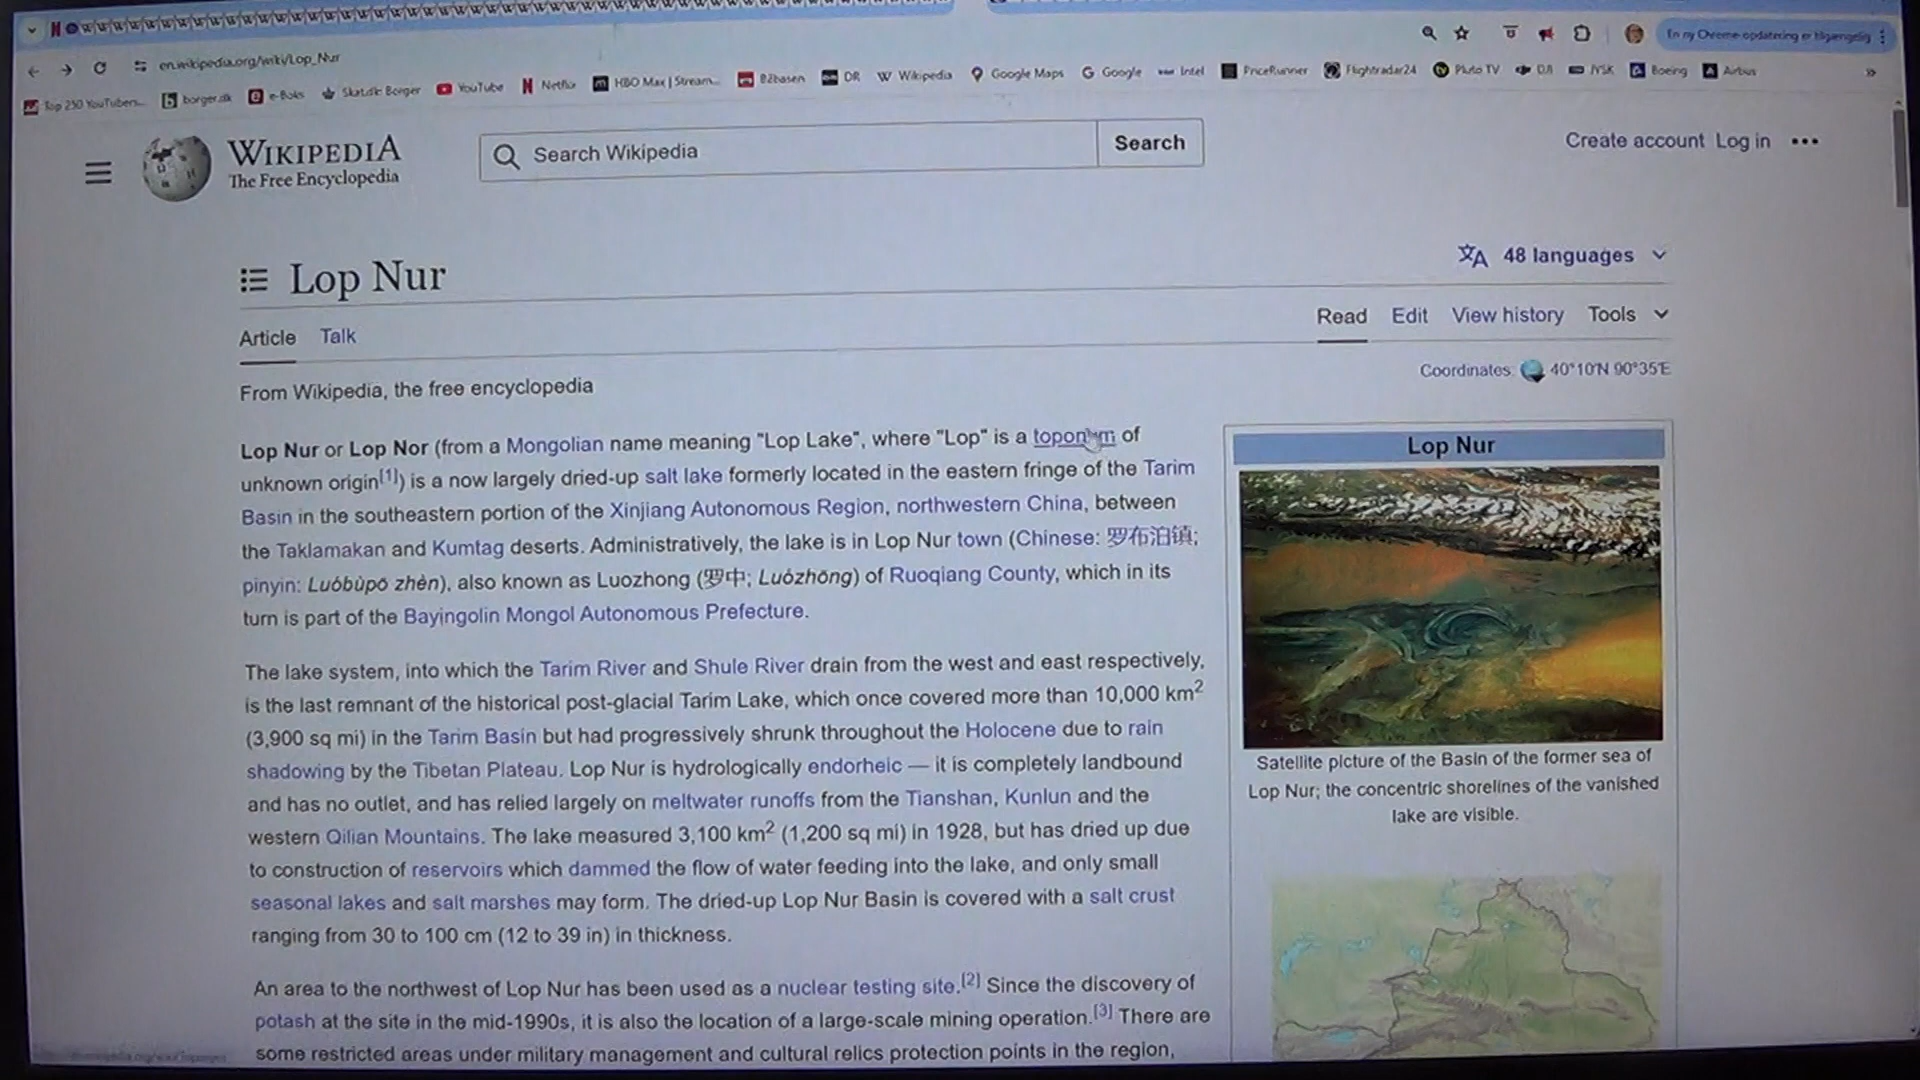 en.wikipedia.org/wiki/Lop_Nur
En ny Chrome-opdatering er tilgængelig
Top 250 YouTubers... borger.dk e-Boks Skat.dk: Borger YouTube Netflix HBO Max | Stream... Båbasen DR Wikipedia Google Maps Google Intel PriceRunner Flightradar24 Pluto TV DJI JYSK Boeing Airbus
WIKIPEDIA
The Free Encyclopedia
Search Wikipedia
Search
Create account Log in
Lop Nur
48 languages
Article Talk
Read Edit View history Tools
From Wikipedia, the free encyclopedia
Coordinates: 40°10′N 90°35′E
Lop Nur or Lop Nor (from a Mongolian name meaning "Lop Lake", where "Lop" is a toponym of
unknown origin[1]) is a now largely dried-up salt lake formerly located in the eastern fringe of the Tarim
Basin in the southeastern portion of the Xinjiang Autonomous Region, northwestern China, between
the Taklamakan and Kumtag deserts. Administratively, the lake is in Lop Nur town (Chinese: 罗布泊镇;
pinyin: Luóbùpō zhèn), also known as Luozhong (罗中; Luózhōng) of Ruoqiang County, which in its
turn is part of the Bayingolin Mongol Autonomous Prefecture.
The lake system, into which the Tarim River and Shule River drain from the west and east respectively,
is the last remnant of the historical post-glacial Tarim Lake, which once covered more than 10,000 km2
(3,900 sq mi) in the Tarim Basin but had progressively shrunk throughout the Holocene due to rain
shadowing by the Tibetan Plateau. Lop Nur is hydrologically endorheic — it is completely landbound
and has no outlet, and has relied largely on meltwater runoffs from the Tianshan, Kunlun and the
western Qilian Mountains. The lake measured 3,100 km2 (1,200 sq mi) in 1928, but has dried up due
to construction of reservoirs which dammed the flow of water feeding into the lake, and only small
seasonal lakes and salt marshes may form. The dried-up Lop Nur Basin is covered with a salt crust
ranging from 30 to 100 cm (12 to 39 in) in thickness.
An area to the northwest of Lop Nur has been used as a nuclear testing site.[2] Since the discovery of
potash at the site in the mid-1990s, it is also the location of a large-scale mining operation.[3] There are
some restricted areas under military management and cultural relics protection points in the region,
Lop Nur
Satellite picture of the Basin of the former sea of
Lop Nur; the concentric shorelines of the vanished
lake are visible.